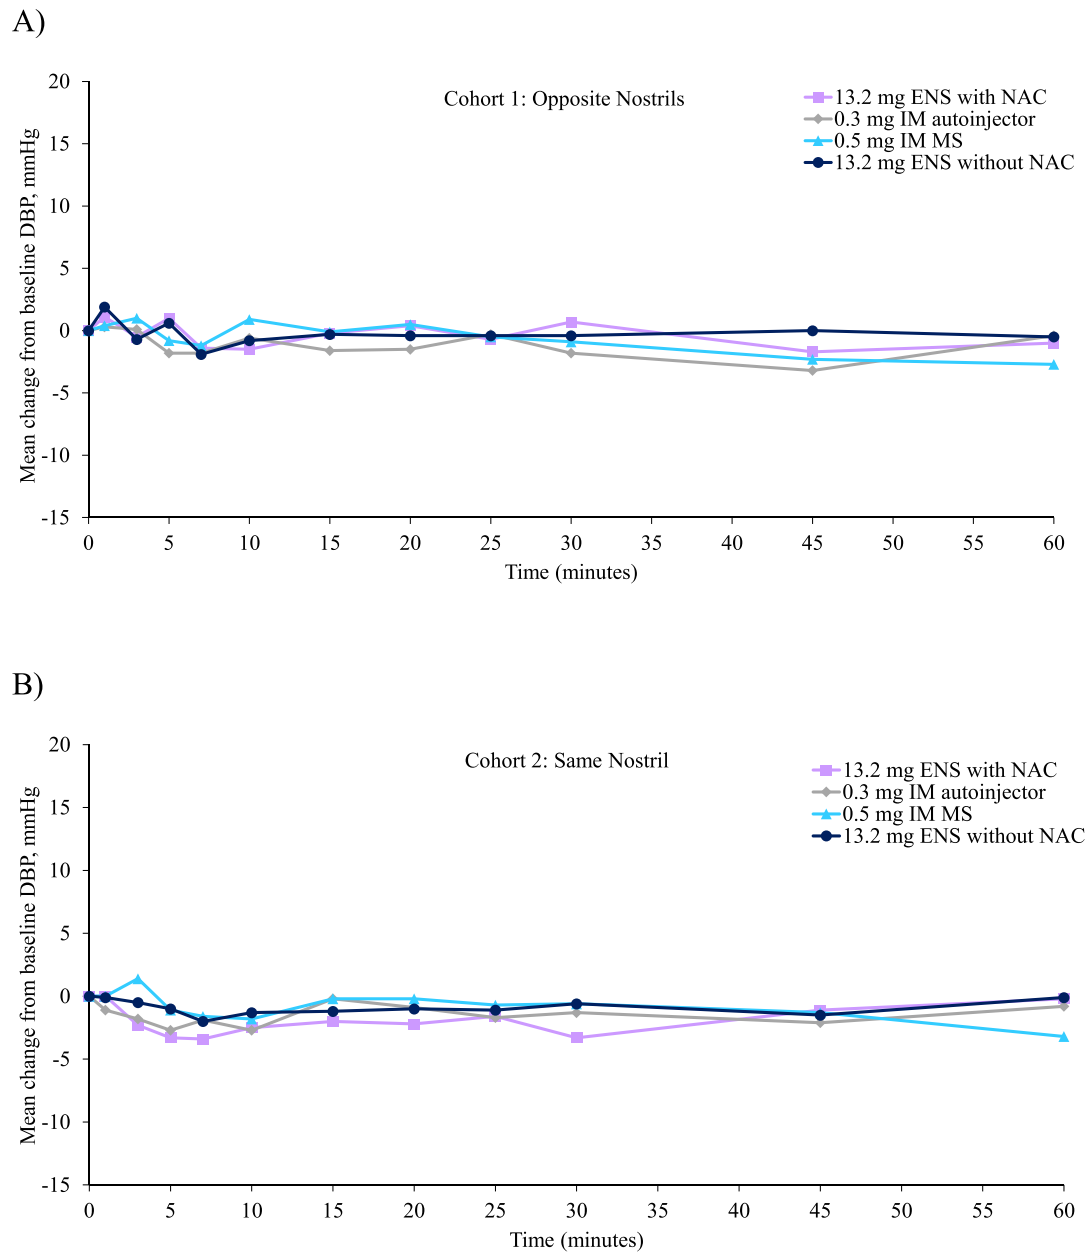 A)
Cohort 1: Opposite Nostrils
13.2 mg ENS with NAC
0.3 mg IM autoinjector
0.5 mg IM MS
13.2 mg ENS without NAC
Mean change from baseline DBP, mmHg
20
15
10
5
0
-5
-10
-15
0 5 10 15 20 25 30 35 40 45 50 55 60
Time (minutes)
B)
Cohort 2: Same Nostril
13.2 mg ENS with NAC
0.3 mg IM autoinjector
0.5 mg IM MS
13.2 mg ENS without NAC
Mean change from baseline DBP, mmHg
20
15
10
5
0
-5
-10
-15
0 5 10 15 20 25 30 35 40 45 50 55 60
Time (minutes)